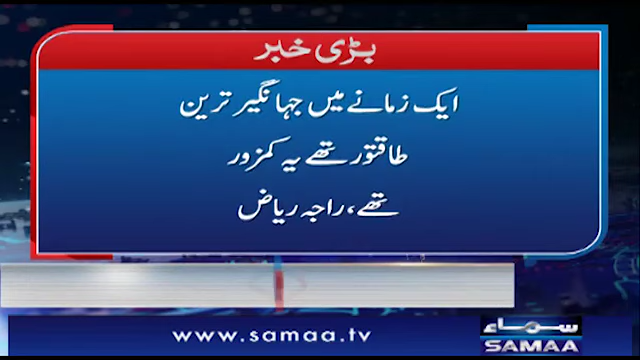 بڑی خبر
ایک زمانے میں جہانگیر ترین
طاقتور تھے یہ کمزور
تھے، راجہ ریاض
www.samaa.tv
سماء
SAMAA